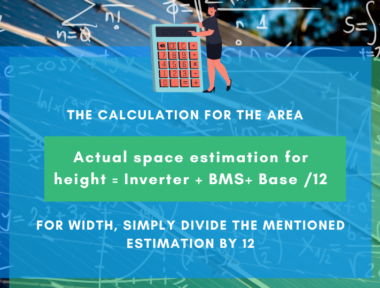 THE CALCULATION FOR THE AREA
Actual space estimation for
height = Inverter + BMS+ Base /12
FOR WIDTH, SIMPLY DIVIDE THE MENTIONED
ESTIMATION BY 12